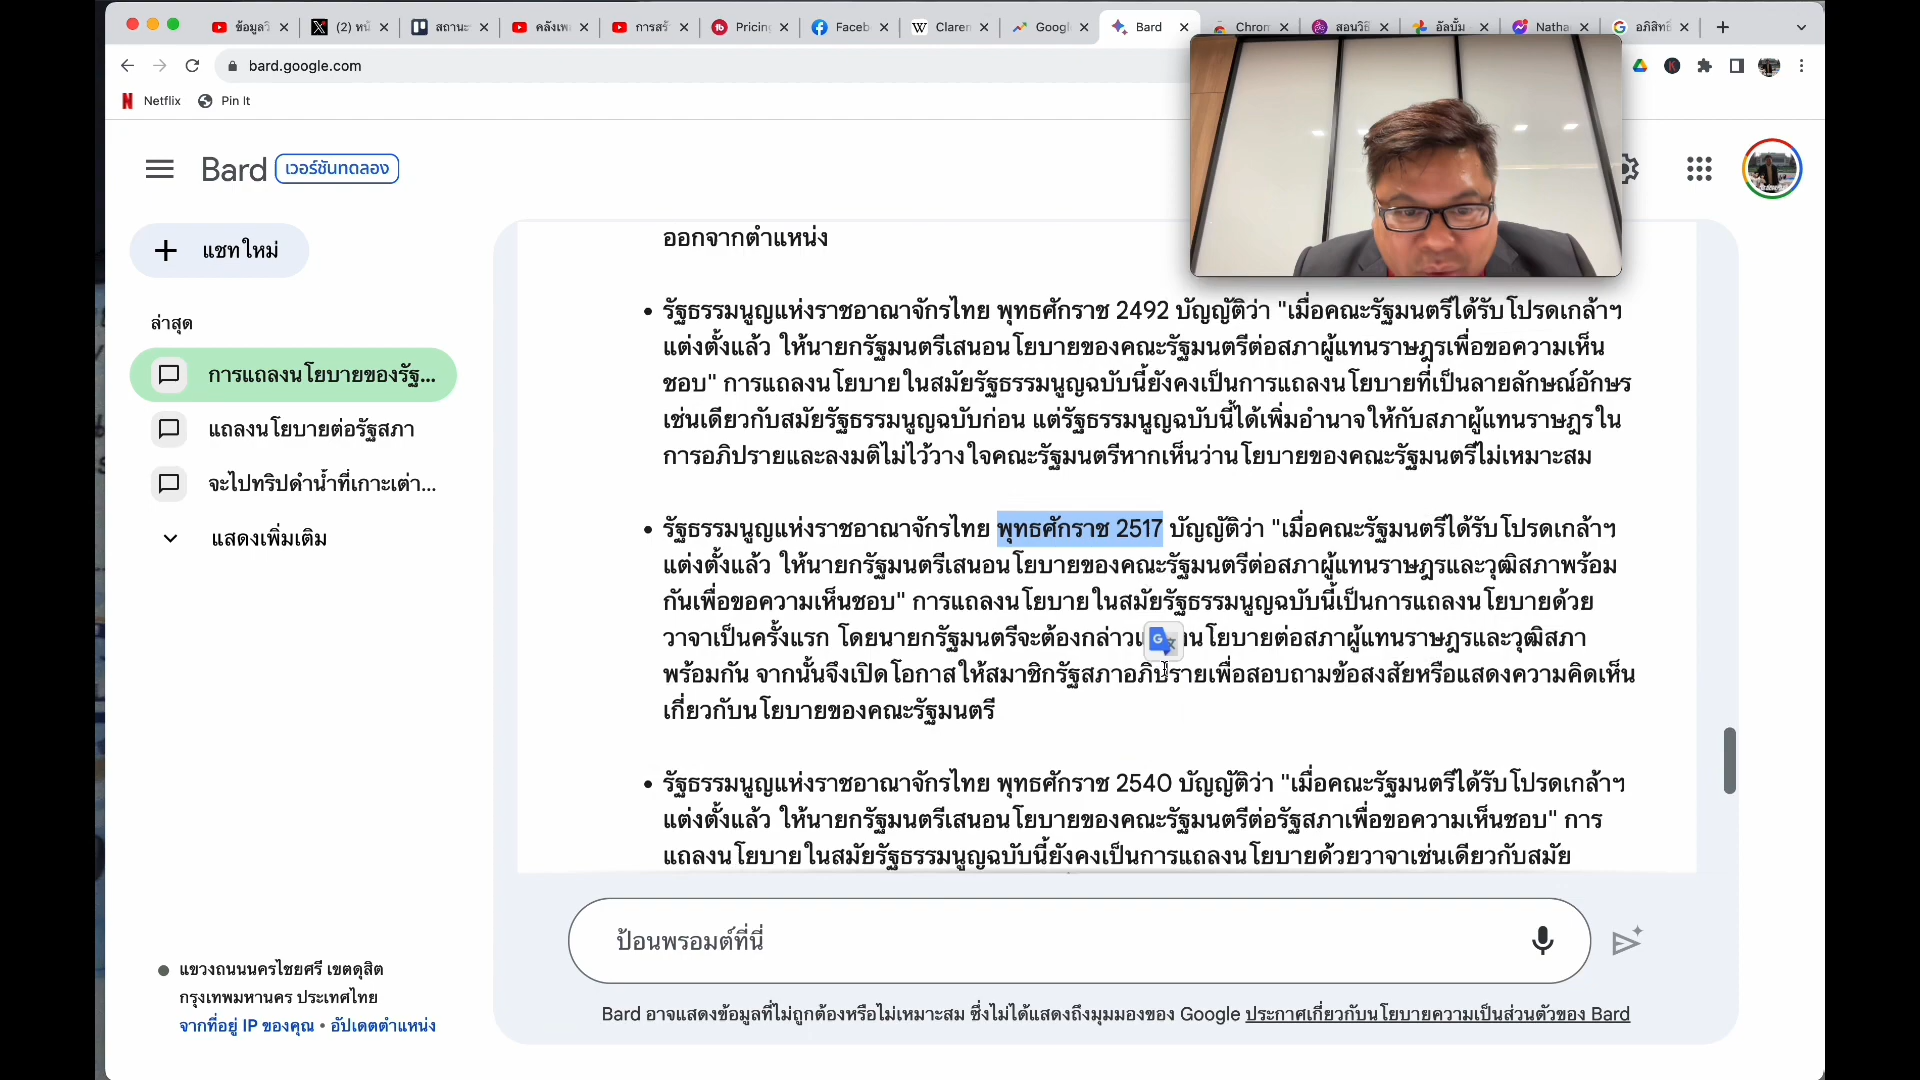 ข้อมูลวิ
(2) หน้
สถานะ
คลังเพ
การสร้
Pricing
Faceb
Claren
Google
Bard
Chrom
สอนวิธี
อัลบั้ม
Nathan
อภิสิทธิ์
bard.google.com
Netflix
Pin It
Bard เวอร์ชันทดลอง
แชทใหม่
ล่าสุด
การแถลงนโยบายของรัฐ...
แถลงนโยบายต่อรัฐสภา
จะไปทริปดำน้ำที่เกาะเต่า...
แสดงเพิ่มเติม
แขวงถนนนครไชยศรี เขตดุสิต
กรุงเทพมหานคร ประเทศไทย
จากที่อยู่ IP ของคุณ • อัปเดตตำแหน่ง
ออกจากตำแหน่ง
• รัฐธรรมนูญแห่งราชอาณาจักรไทย พุทธศักราช 2492 บัญญัติว่า "เมื่อคณะรัฐมนตรีได้รับโปรดเกล้าฯ
แต่งตั้งแล้ว ให้นายกรัฐมนตรีเสนอนโยบายของคณะรัฐมนตรีต่อสภาผู้แทนราษฎรเพื่อขอความเห็น
ชอบ" การแถลงนโยบายในสมัยรัฐธรรมนูญฉบับนี้ยังคงเป็นการแถลงนโยบายที่เป็นลายลักษณ์อักษร
เช่นเดียวกับสมัยรัฐธรรมนูญฉบับก่อน แต่รัฐธรรมนูญฉบับนี้ได้เพิ่มอำนาจให้กับสภาผู้แทนราษฎรใน
การอภิปรายและลงมติไม่ไว้วางใจคณะรัฐมนตรีหากเห็นว่านโยบายของคณะรัฐมนตรีไม่เหมาะสม
• รัฐธรรมนูญแห่งราชอาณาจักรไทย พุทธศักราช 2517 บัญญัติว่า "เมื่อคณะรัฐมนตรีได้รับโปรดเกล้าฯ
แต่งตั้งแล้ว ให้นายกรัฐมนตรีเสนอนโยบายของคณะรัฐมนตรีต่อสภาผู้แทนราษฎรและวุฒิสภาพร้อม
กันเพื่อขอความเห็นชอบ" การแถลงนโยบายในสมัยรัฐธรรมนูญฉบับนี้เป็นการแถลงนโยบายด้วย
วาจาเป็นครั้งแรก โดยนายกรัฐมนตรีจะต้องกล่าว นโยบายต่อสภาผู้แทนราษฎรและวุฒิสภา
พร้อมกัน จากนั้นจึงเปิดโอกาสให้สมาชิกรัฐสภาอภิปรายเพื่อสอบถามข้อสงสัยหรือแสดงความคิดเห็น
เกี่ยวกับนโยบายของคณะรัฐมนตรี
• รัฐธรรมนูญแห่งราชอาณาจักรไทย พุทธศักราช 2540 บัญญัติว่า "เมื่อคณะรัฐมนตรีได้รับโปรดเกล้าฯ
แต่งตั้งแล้ว ให้นายกรัฐมนตรีเสนอนโยบายของคณะรัฐมนตรีต่อรัฐสภาเพื่อขอความเห็นชอบ" การ
แถลงนโยบายในสมัยรัฐธรรมนูญฉบับนี้ยังคงเป็นการแถลงนโยบายด้วยวาจาเช่นเดียวกับสมัย
ป้อนพรอมต์ที่นี่
Bard อาจแสดงข้อมูลที่ไม่ถูกต้องหรือไม่เหมาะสม ซึ่งไม่ได้แสดงถึงมุมมองของ Google ประกาศเกี่ยวกับนโยบายความเป็นส่วนตัวของ Bard